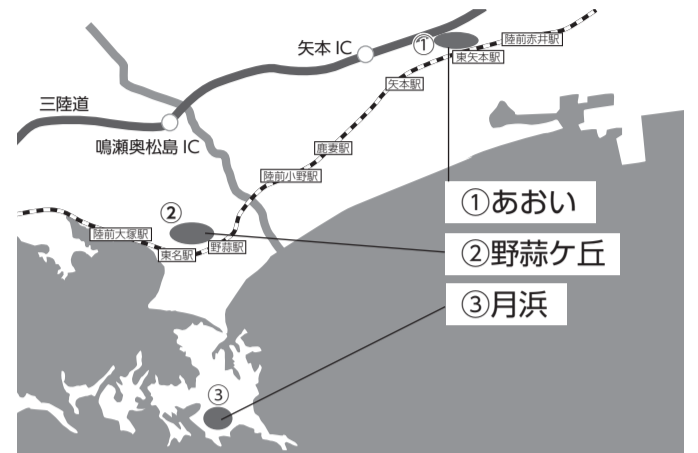 矢本 IC
①
陸前赤井駅
東矢本駅
矢本駅
三陸道
鳴瀬奥松島 IC
鹿妻駅
陸前小野駅
①あおい
②
陸前大塚駅
野蒜駅
東名駅
②野蒜ケ丘
③月浜
③